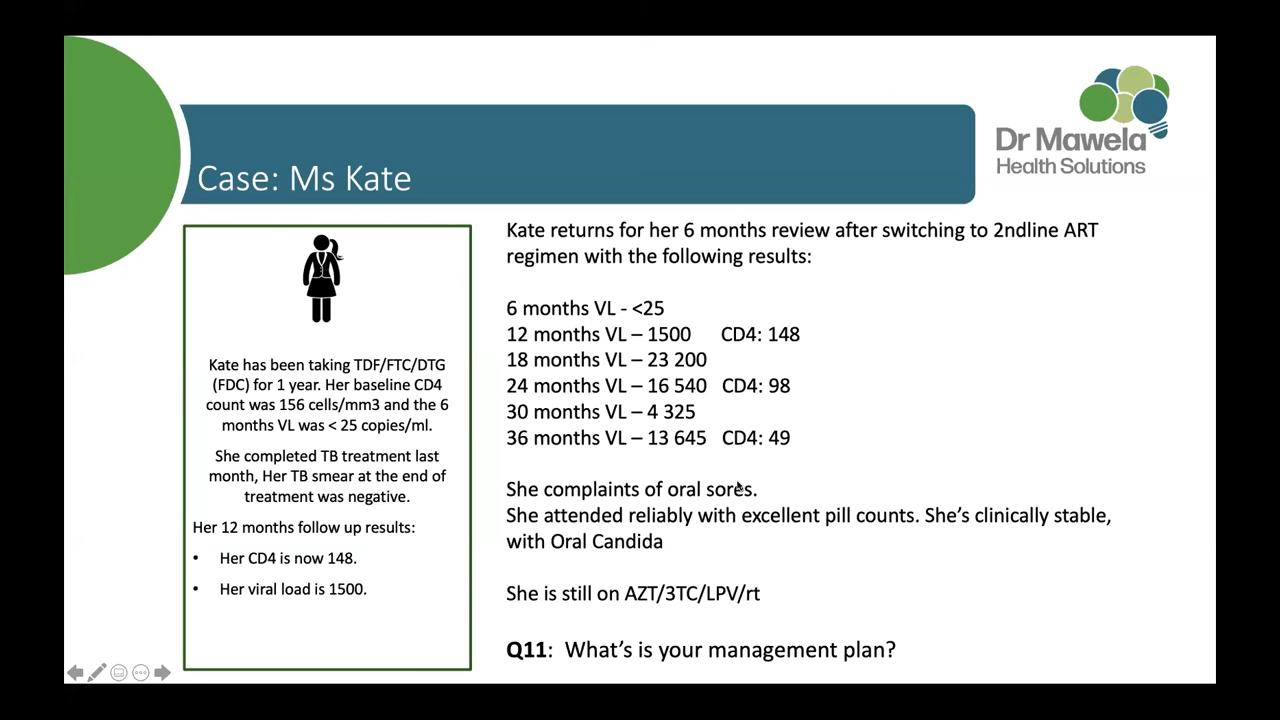 Dr Mawela
Health Solutions
Case: Ms Kate
Kate has been taking TDF/FTC/DTG
(FDC) for 1 year. Her baseline CD4
count was 156 cells/mm3 and the 6
months VL was < 25 copies/ml.
She completed TB treatment last
month, Her TB smear at the end of
treatment was negative.
Her 12 months follow up results:
• Her CD4 is now 148.
• Her viral load is 1500.
Kate returns for her 6 months review after switching to 2ndline ART
regimen with the following results:
6 months VL - <25
12 months VL – 1500 CD4: 148
18 months VL – 23 200
24 months VL – 16 540 CD4: 98
30 months VL – 4 325
36 months VL – 13 645 CD4: 49
She complaints of oral sores.
She attended reliably with excellent pill counts. She's clinically stable,
with Oral Candida
She is still on AZT/3TC/LPV/rt
Q11: What's is your management plan?